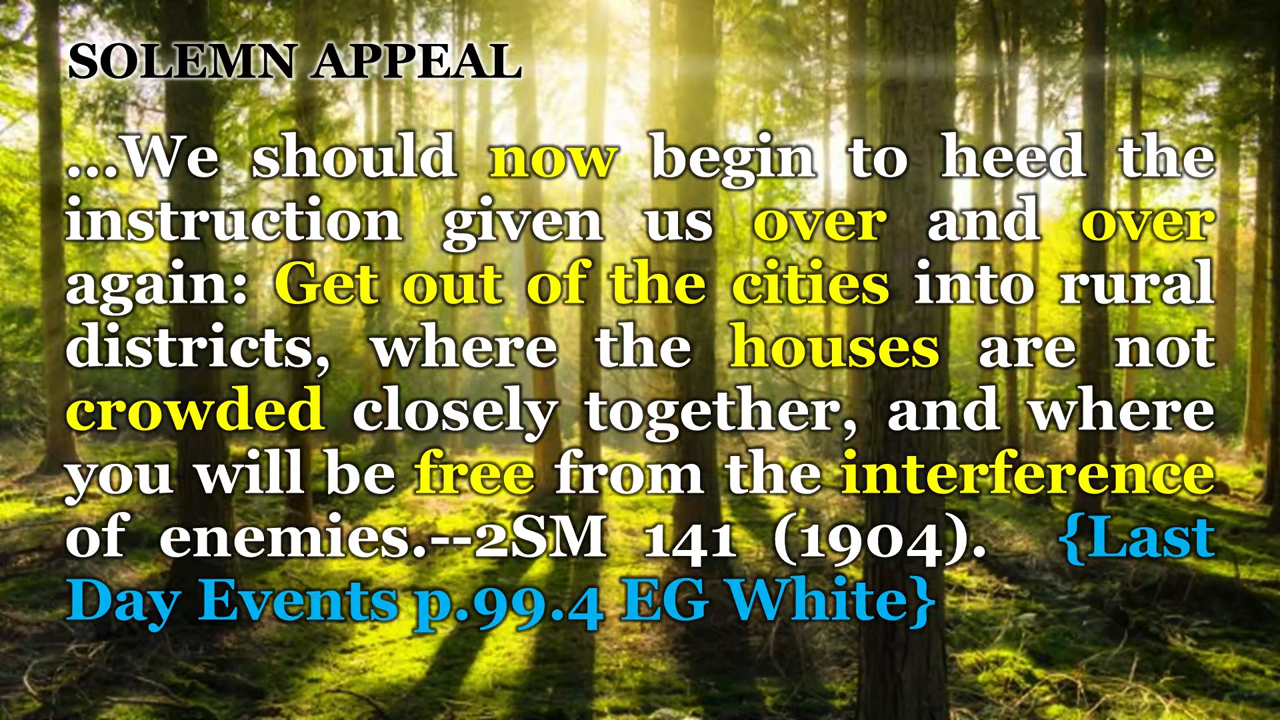 SOLEMN APPEAL
...We should now begin to heed the
instruction given us over and over
again: Get out of the cities into rural
districts, where the houses are not
crowded closely together, and where
you will be free from the interference
of enemies.--2SM 141 (1904). {Last
Day Events p.99.4 EG White}